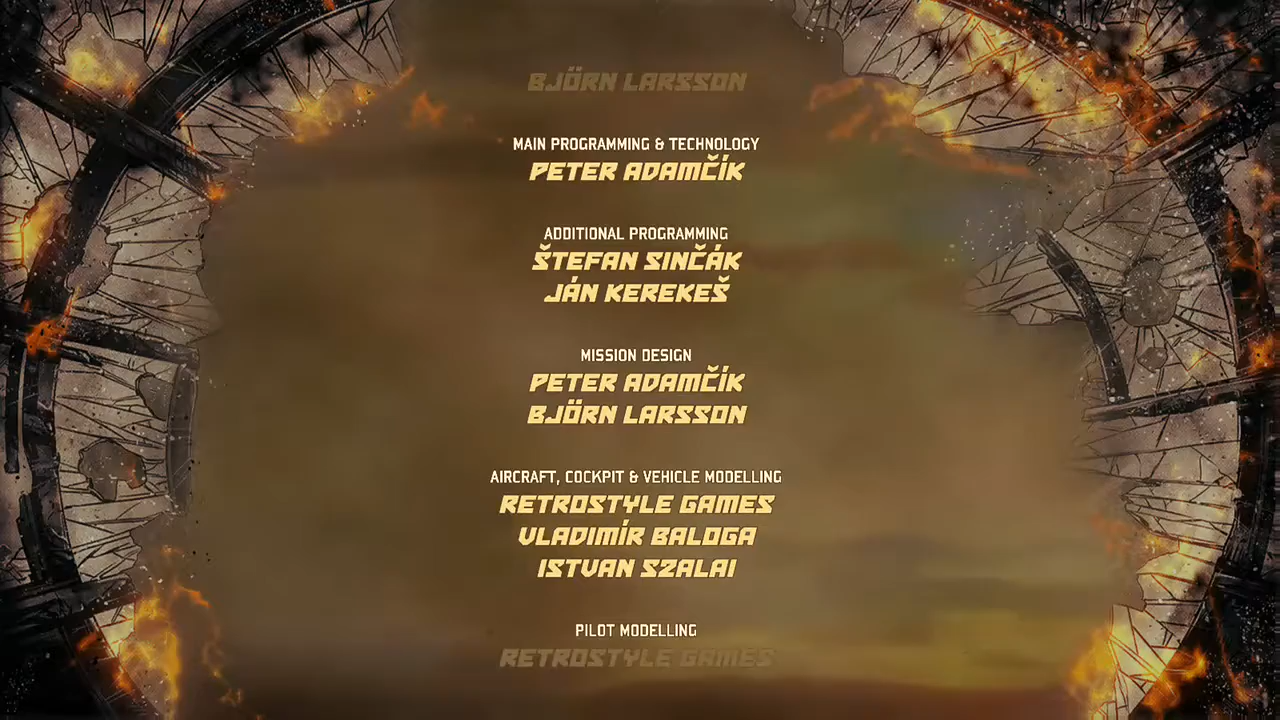 BJÖRN LARSSON
MAIN PROGRAMMING & TECHNOLOGY
PETER ADAMČÍK
ADDITIONAL PROGRAMMING
ŠTEFAN SINČÁK
JÁN KEREKEŠ
MISSION DESIGN
PETER ADAMČÍK
BJÖRN LARSSON
AIRCRAFT, COCKPIT & VEHICLE MODELLING
RETROSTYLE GAMES
VLADIMÍR BALOGA
ISTVAN SZALAI
PILOT MODELLING
RETROSTYLE GAMES